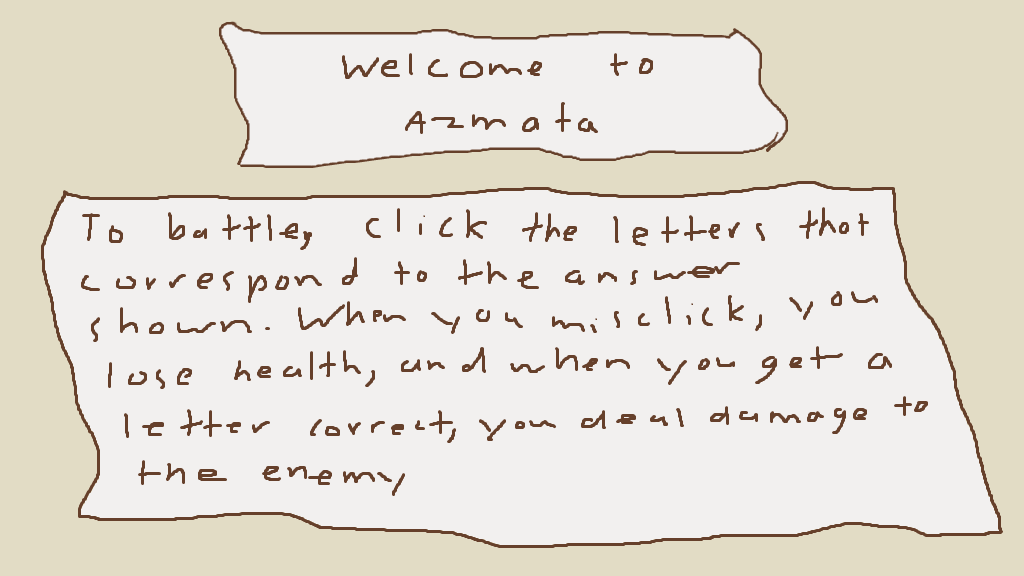 Welcome to
Azmata
To battle, click the letters that
correspond to the answer
shown. When you misclick, you
lose health, and when you get a
letter correct, you deal damage to
the enemy